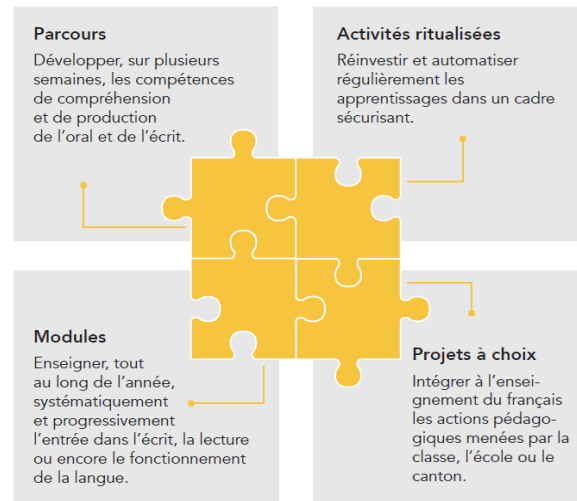 Parcours
Développer, sur plusieurs
semaines, les compétences
de compréhension
et de production
de l’oral et de l’écrit.
Activités ritualisées
Réinvestir et automatiser
régulièrement les
apprentissages dans un cadre
sécurisant.
Modules
Enseigner, tout
au long de l’année,
systématiquement
et progressivement
l’entrée dans l’écrit, la lecture
ou encore le fonctionnement
de la langue.
Projets à choix
Intégrer à l’ensei-
gnement du français
les actions pédago-
giques menées par la
classe, l’école ou le
canton.